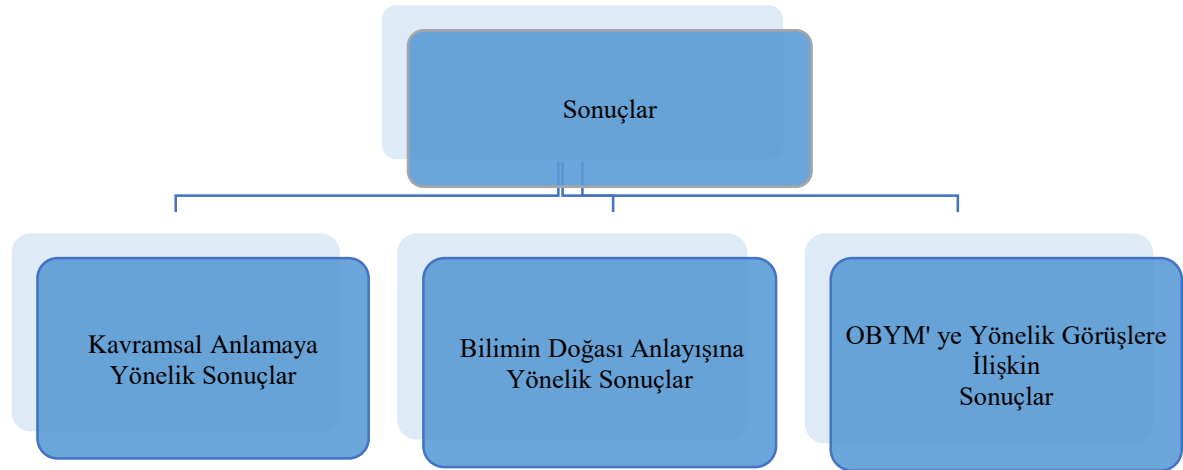 Sonuçlar
Kavramsal Anlamaya
Yönelik Sonuçlar
Bilimin Doğası Anlayışına
Yönelik Sonuçlar
OBYM' ye Yönelik Görüşlere
İlişkin
Sonuçlar